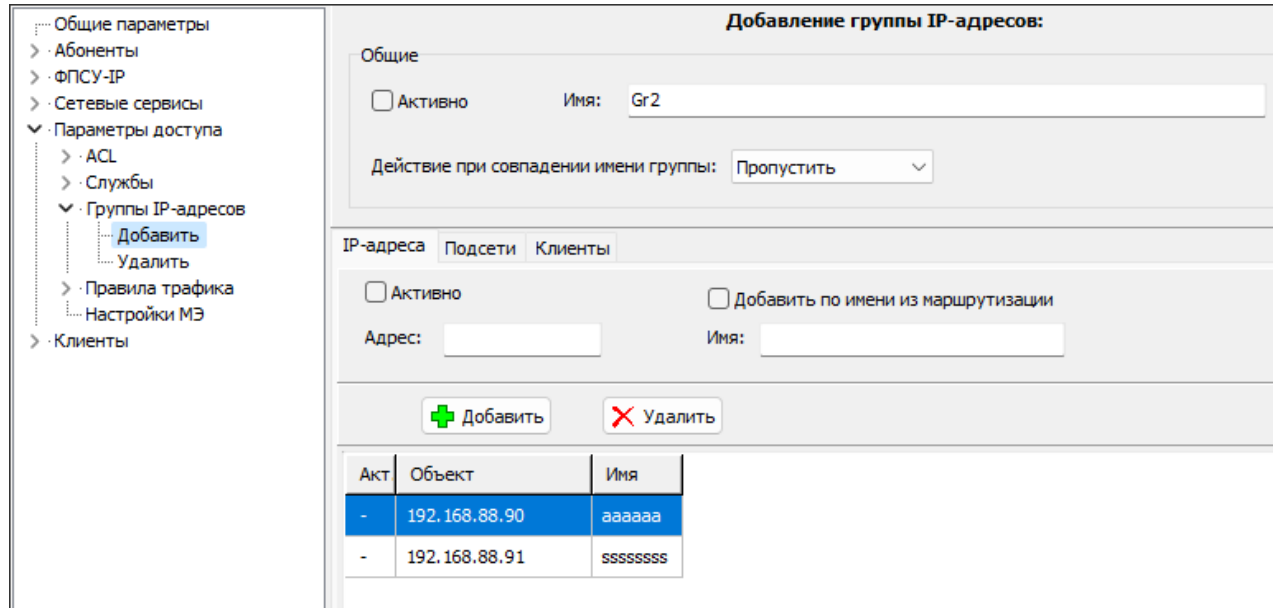 Общие параметры
Абоненты
ФПСУ-IP
Сетевые сервисы
Параметры доступа
ACL
Службы
Группы IP-адресов
Добавить
Удалить
Правила трафика
Настройки МЭ
Клиенты
Добавление группы IP-адресов:
Общие
Активно Имя: Gr2
Действие при совпадении имени группы: Пропустить
IP-адреса Подсети Клиенты
Активно Добавить по имени из маршрутизации
Адрес: Имя:
Добавить Удалить
Акт Объект Имя
- 192.168.88.90 aaaaaa
- 192.168.88.91 ssssssss